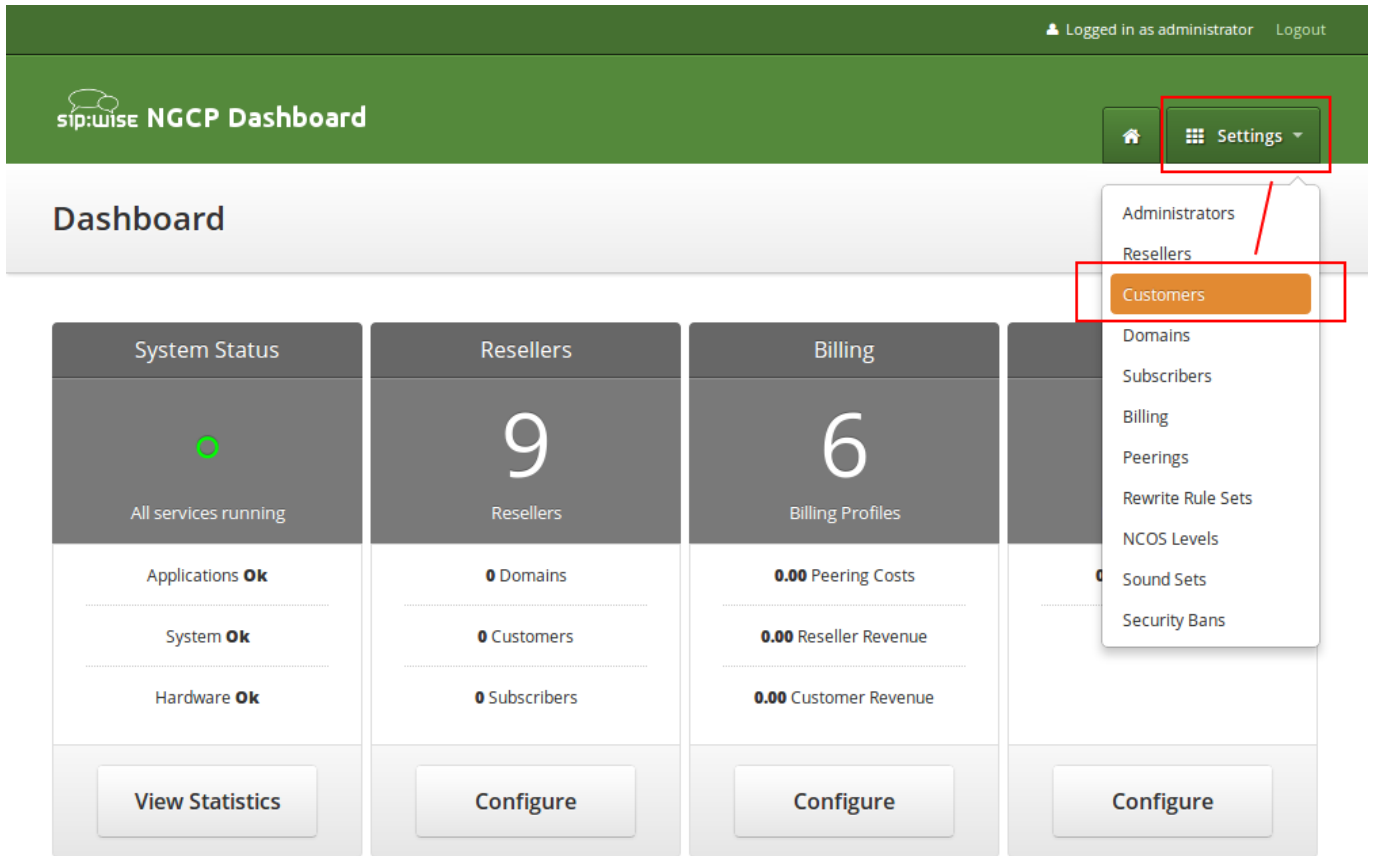 Logged in as administrator Logout
sip:wise NGCP Dashboard
Settings
Dashboard
Administrators
Resellers
Customers
Domains
Subscribers
Billing
Peerings
Rewrite Rule Sets
NCOS Levels
Sound Sets
Security Bans
System Status
All services running
Applications Ok
System Ok
Hardware Ok
View Statistics
Resellers
9
Resellers
0 Domains
0 Customers
0 Subscribers
Configure
Billing
6
Billing Profiles
0.00 Peering Costs
0.00 Reseller Revenue
0.00 Customer Revenue
Configure
Configure